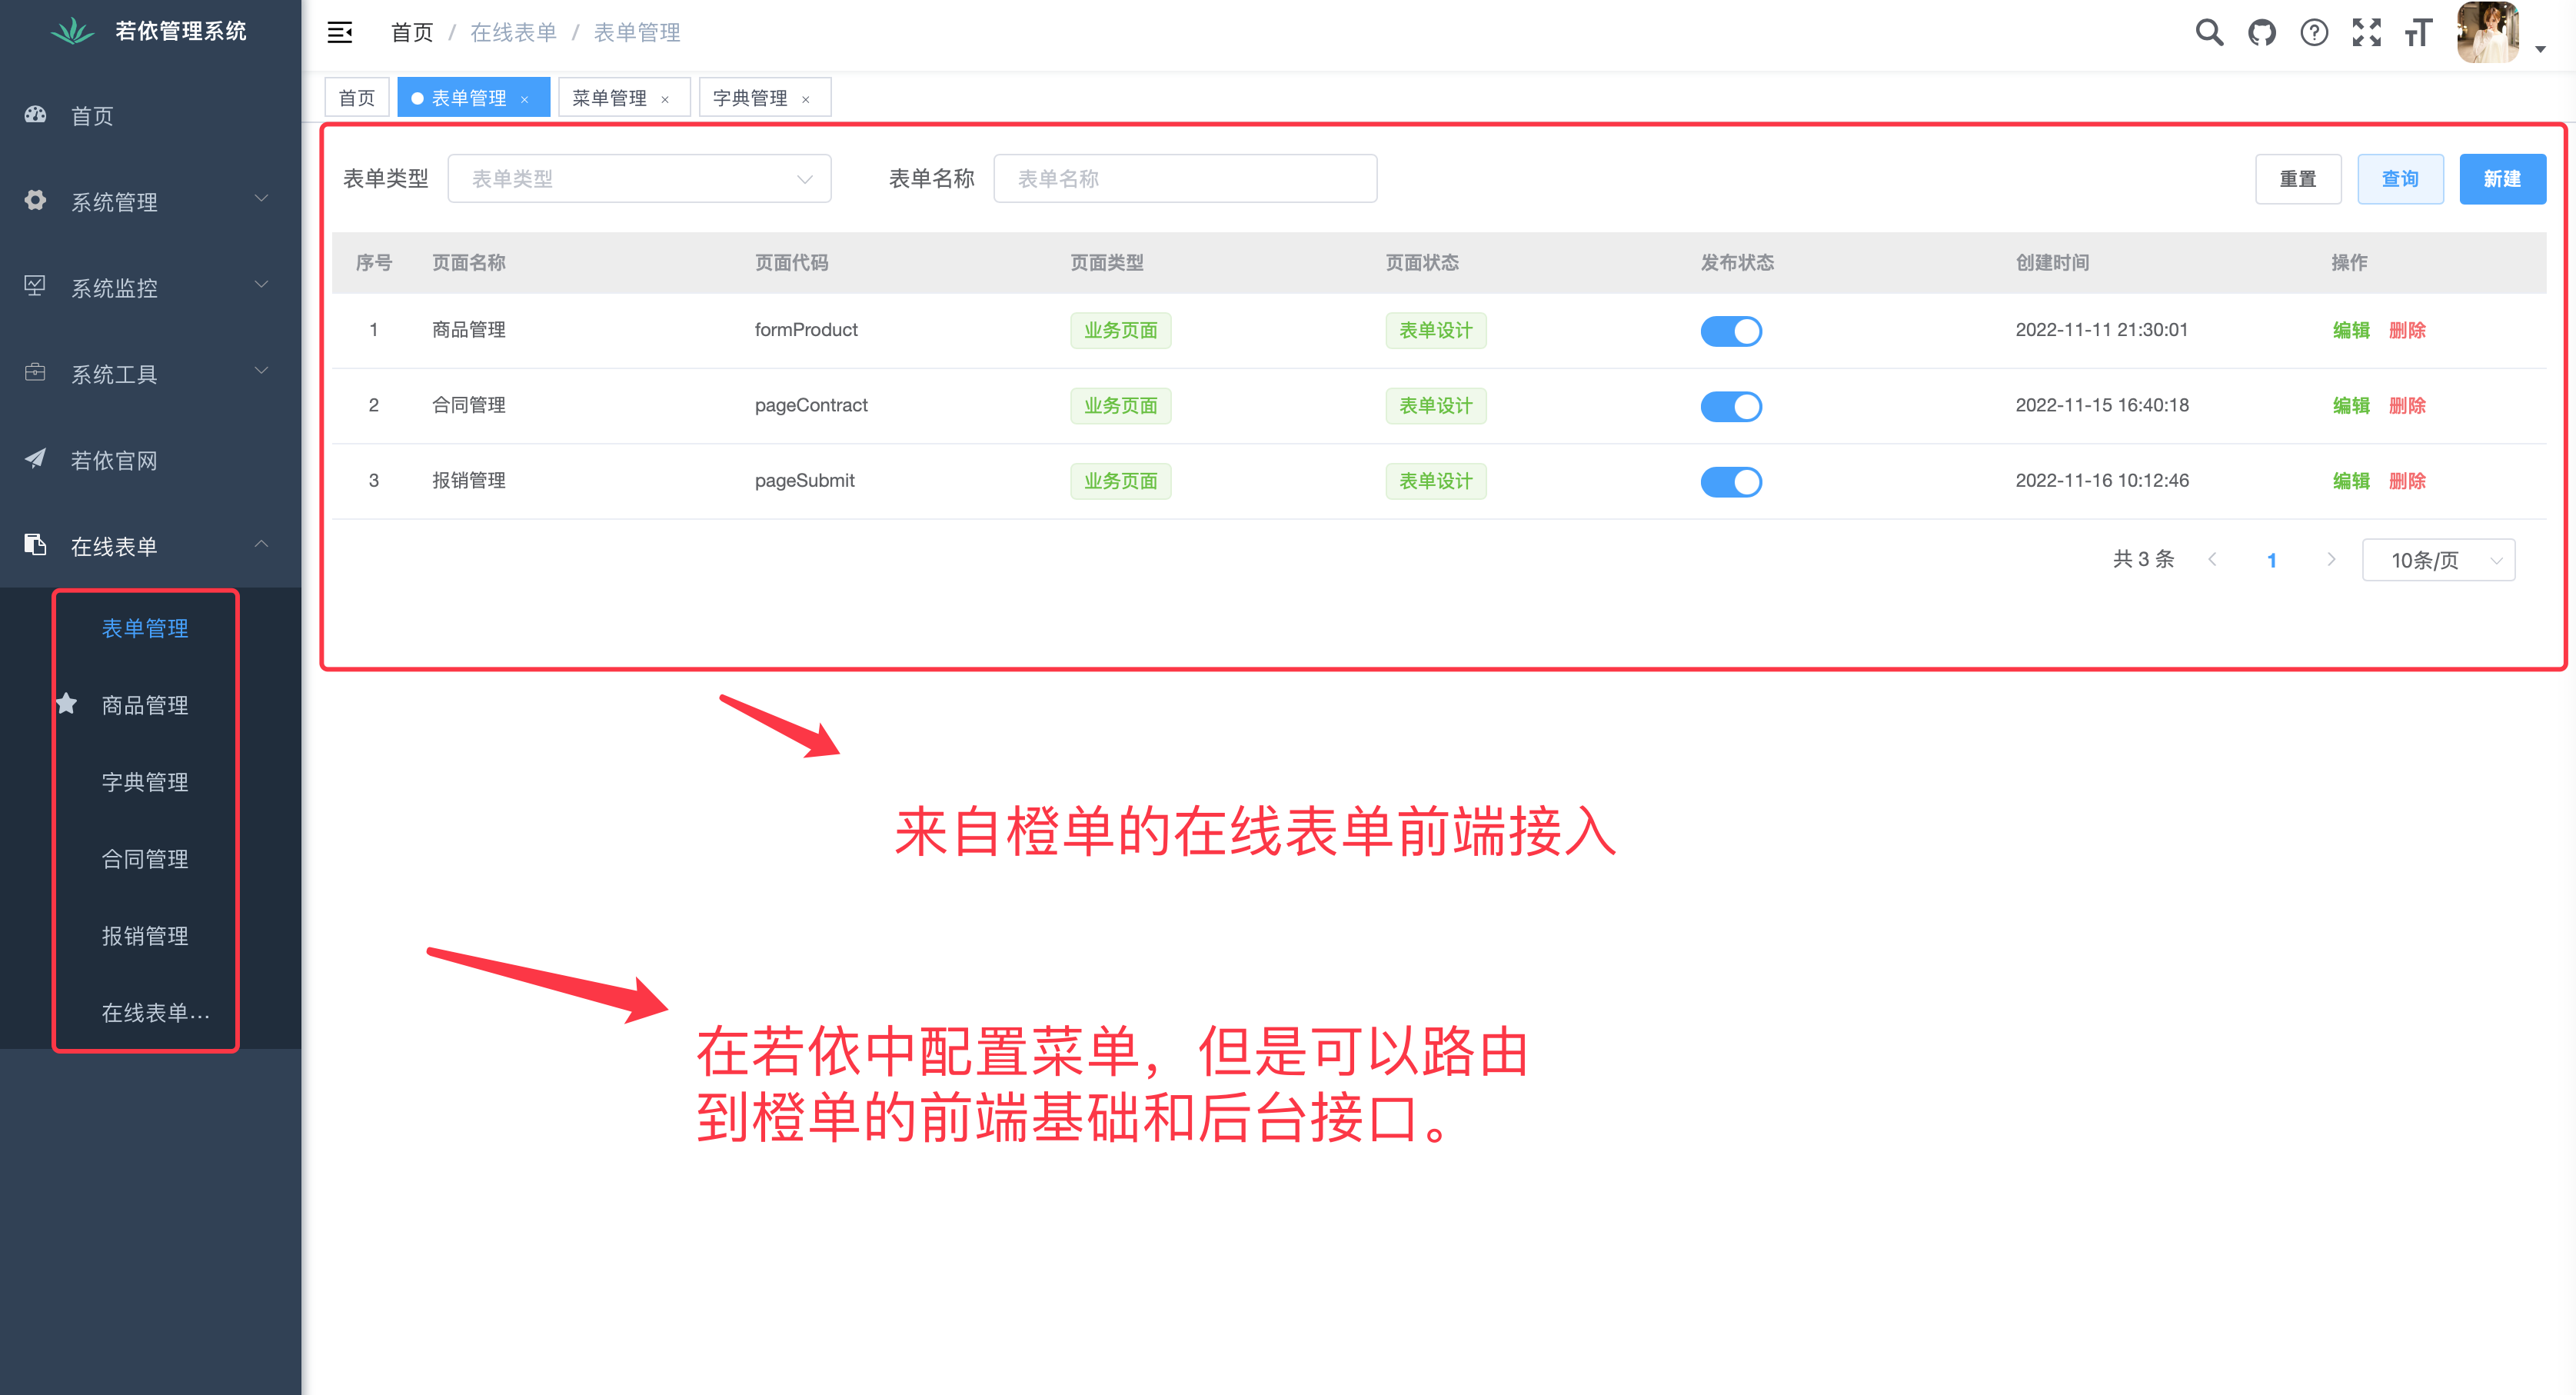 若依管理系统
首页 / 在线表单 / 表单管理
首页
表单管理 ×
菜单管理 ×
字典管理 ×
首页
系统管理
系统监控
系统工具
若依官网
在线表单
表单管理
商品管理
字典管理
合同管理
报销管理
在线表单...
表单类型 表单类型 表单名称 表单名称 重置 查询 新建
序号 页面名称 页面代码 页面类型 页面状态 发布状态 创建时间 操作
1 商品管理 formProduct 业务页面 表单设计 2022-11-11 21:30:01 编辑 删除
2 合同管理 pageContract 业务页面 表单设计 2022-11-15 16:40:18 编辑 删除
3 报销管理 pageSubmit 业务页面 表单设计 2022-11-16 10:12:46 编辑 删除
共 3 条 1 10条/页
来自橙单的在线表单前端接入
在若依中配置菜单，但是可以路由
到橙单的前端基础和后台接口。